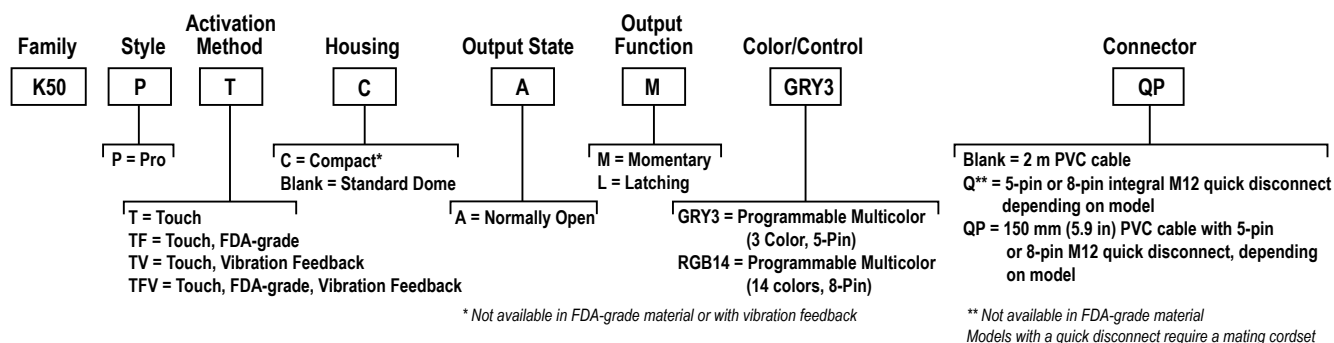 Family
Style
Activation
Method
Housing
Output State
Output
Function
Color/Control
Connector
K50
P
T
C
A
M
GRY3
QP
P = Pro
T = Touch
TF = Touch, FDA-grade
TV = Touch, Vibration Feedback
TFV = Touch, FDA-grade, Vibration Feedback
C = Compact*
Blank = Standard Dome
A = Normally Open
M = Momentary
L = Latching
GRY3 = Programmable Multicolor
(3 Color, 5-Pin)
RGB14 = Programmable Multicolor
(14 colors, 8-Pin)
Blank = 2 m PVC cable
Q** = 5-pin or 8-pin integral M12 quick disconnect
depending on model
QP = 150 mm (5.9 in) PVC cable with 5-pin
or 8-pin M12 quick disconnect, depending
on model
* Not available in FDA-grade material or with vibration feedback
** Not available in FDA-grade material
Models with a quick disconnect require a mating cordset